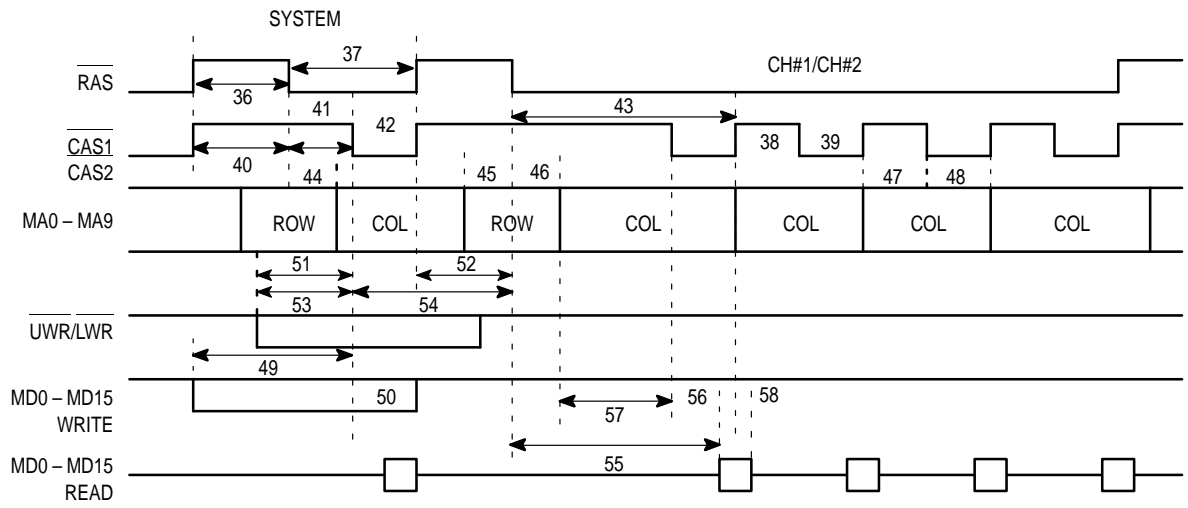 SYSTEM
RAS
36
37
CH#1/CH#2
41
42
43
CAS1
CAS2
40
38
39
44
45
46
47
48
MA0 – MA9
ROW
COL
ROW
COL
COL
COL
COL
51
52
53
54
UWR/LWR
49
MD0 – MD15
WRITE
50
57
56
58
MD0 – MD15
READ
55